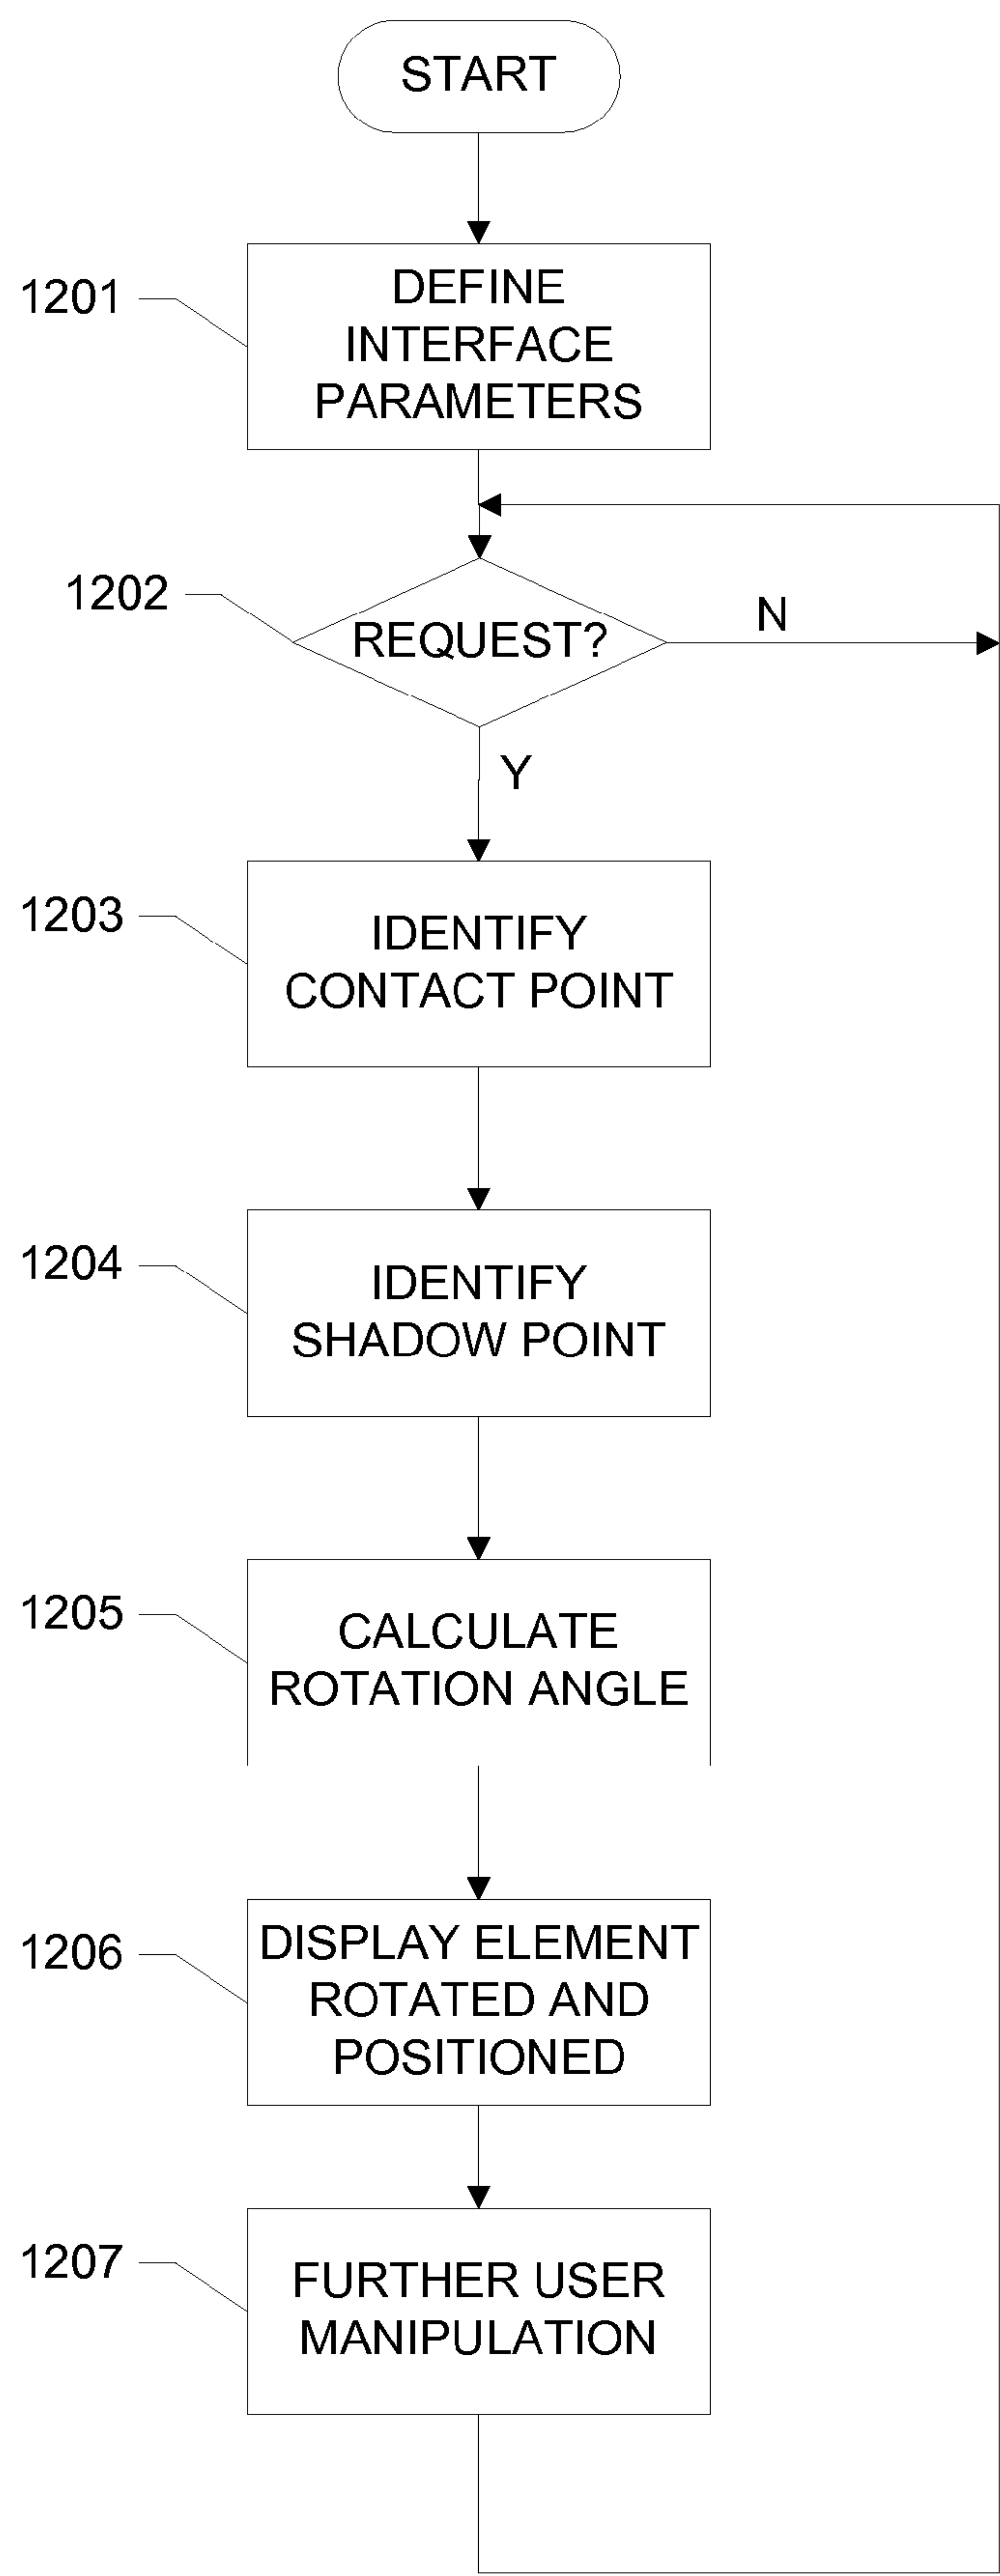 START
1201
DEFINE
INTERFACE
PARAMETERS
1202
REQUEST?
N
Y
1203
IDENTIFY
CONTACT POINT
1204
IDENTIFY
SHADOW POINT
1205
CALCULATE
ROTATION ANGLE
1206
DISPLAY ELEMENT
ROTATED AND
POSITIONED
1207
FURTHER USER
MANIPULATION